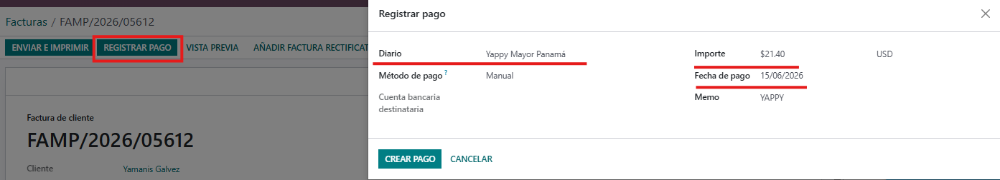 Facturas / FAMP/2026/05612
ENVIAR E IMPRIMIR REGISTRAR PAGO VISTA PREVIA AÑADIR FACTURA RECTIFICAT
Factura de cliente
FAMP/2026/05612
Cliente Yamanis Galvez
Registrar pago
Diario Yappy Mayor Panamá
Método de pago ? Manual
Cuenta bancaria
destinataria
Importe $21.40 USD
Fecha de pago 15/06/2026
Memo YAPPY
CREAR PAGO CANCELAR